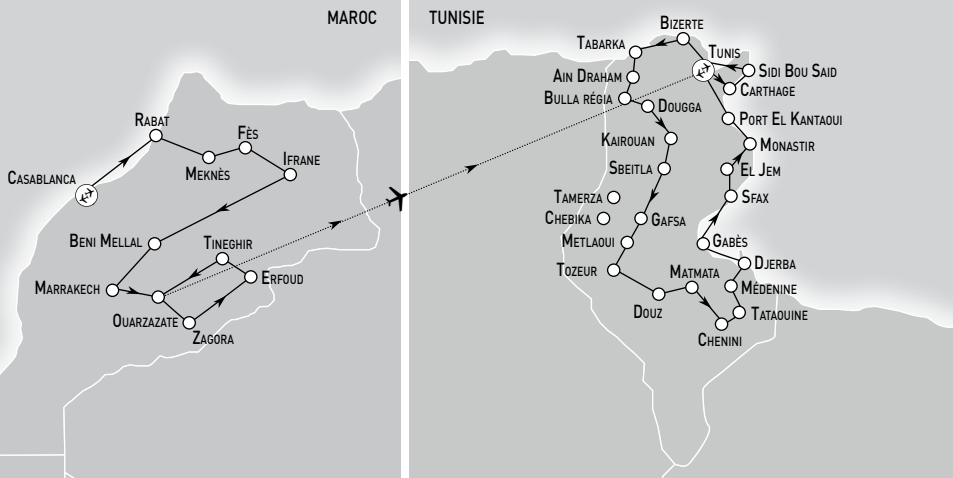 MAROC
TUNISIE
BIZERTE
TABARKA
TUNIS
AIN DRAHAM
SIDI BOU SAID
CARTHAGE
BULLA RÉGIA
DOUGGA
RABAT
FÈS
PORT EL KANTAOUI
KAIROUAN
MONASTIR
IFRANE
MEKNÈS
CASABLANCA
SBEITLA
EL JEM
TAMERZA
SFAX
CHEBIKA
GAFSA
BENI MELLAL
TINEGHIR
METLAOUI
GABÈS
TOZEUR
MATMATA
DJERBA
ERFOUD
MARRAKECH
MÉDENINE
DOUZ
TATAOUINE
OUARZAZATE
ZAGORA
CHENINI